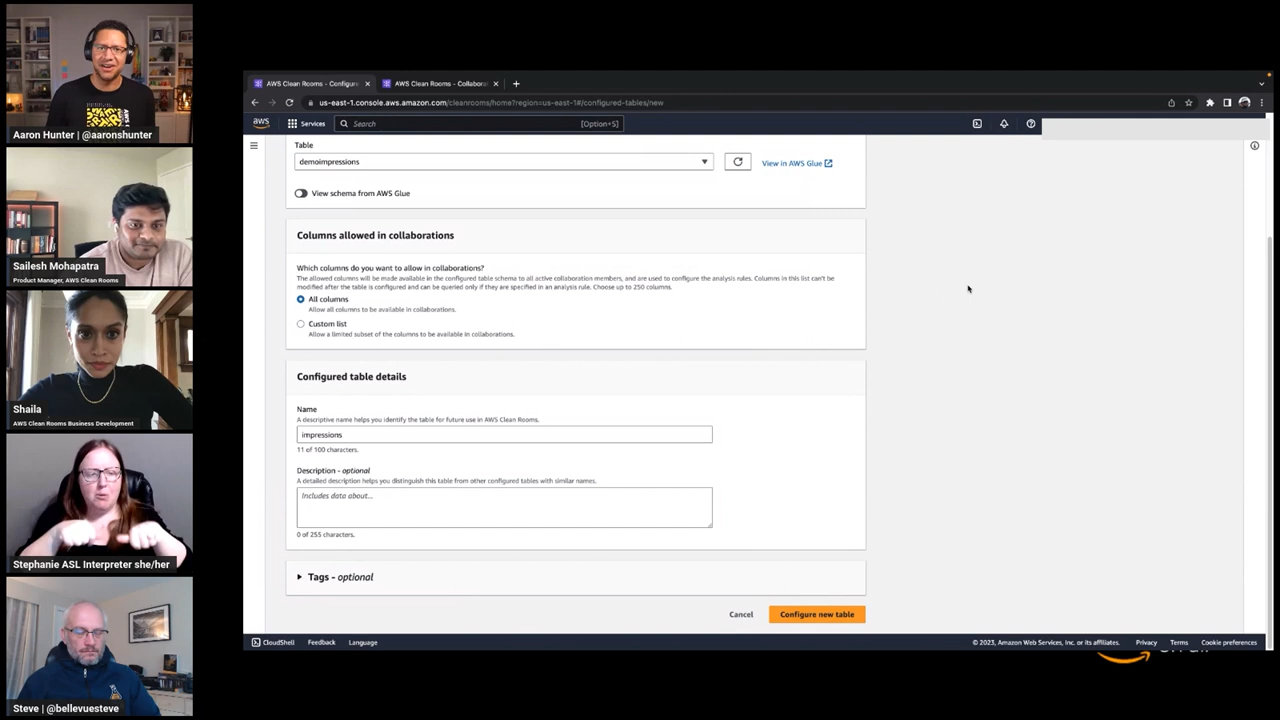 Aaron Hunter | @aaronshunter
Sailesh Mohapatra
Product Manager, AWS Clean Rooms
Shaila
AWS Clean Rooms Business Development
Stephanie ASL Interpreter she/her
Steve | @bellevuesteve
AWS Clean Rooms - Configure
AWS Clean Rooms - Collaborat
us-east-1.console.aws.amazon.com/cleanrooms/home?region=us-east-1#/configured-tables/new
aws
Services
Search
[Option+S]
Table
demoimpressions
View in AWS Glue
View schema from AWS Glue
Columns allowed in collaborations
Which columns do you want to allow in collaborations?
The allowed columns will be made available in the configured table schema to all active collaboration members, and are used to configure the analysis rules. Columns in this list can't be
modified after the table is configured and can be queried only if they are specified in an analysis rule. Choose up to 250 columns.
All columns
Allow all columns to be available in collaborations.
Custom list
Allow a limited subset of the columns to be available in collaborations.
Configured table details
Name
A descriptive name helps you identify the table for future use in AWS Clean Rooms.
impressions
11 of 100 characters.
Description - optional
A detailed description helps you distinguish this table from other configured tables with similar names.
Includes data about...
0 of 255 characters.
Tags - optional
Cancel
Configure new table
CloudShell
Feedback
Language
© 2023, Amazon Web Services, Inc. or its affiliates.
Privacy
Terms
Cookie preferences